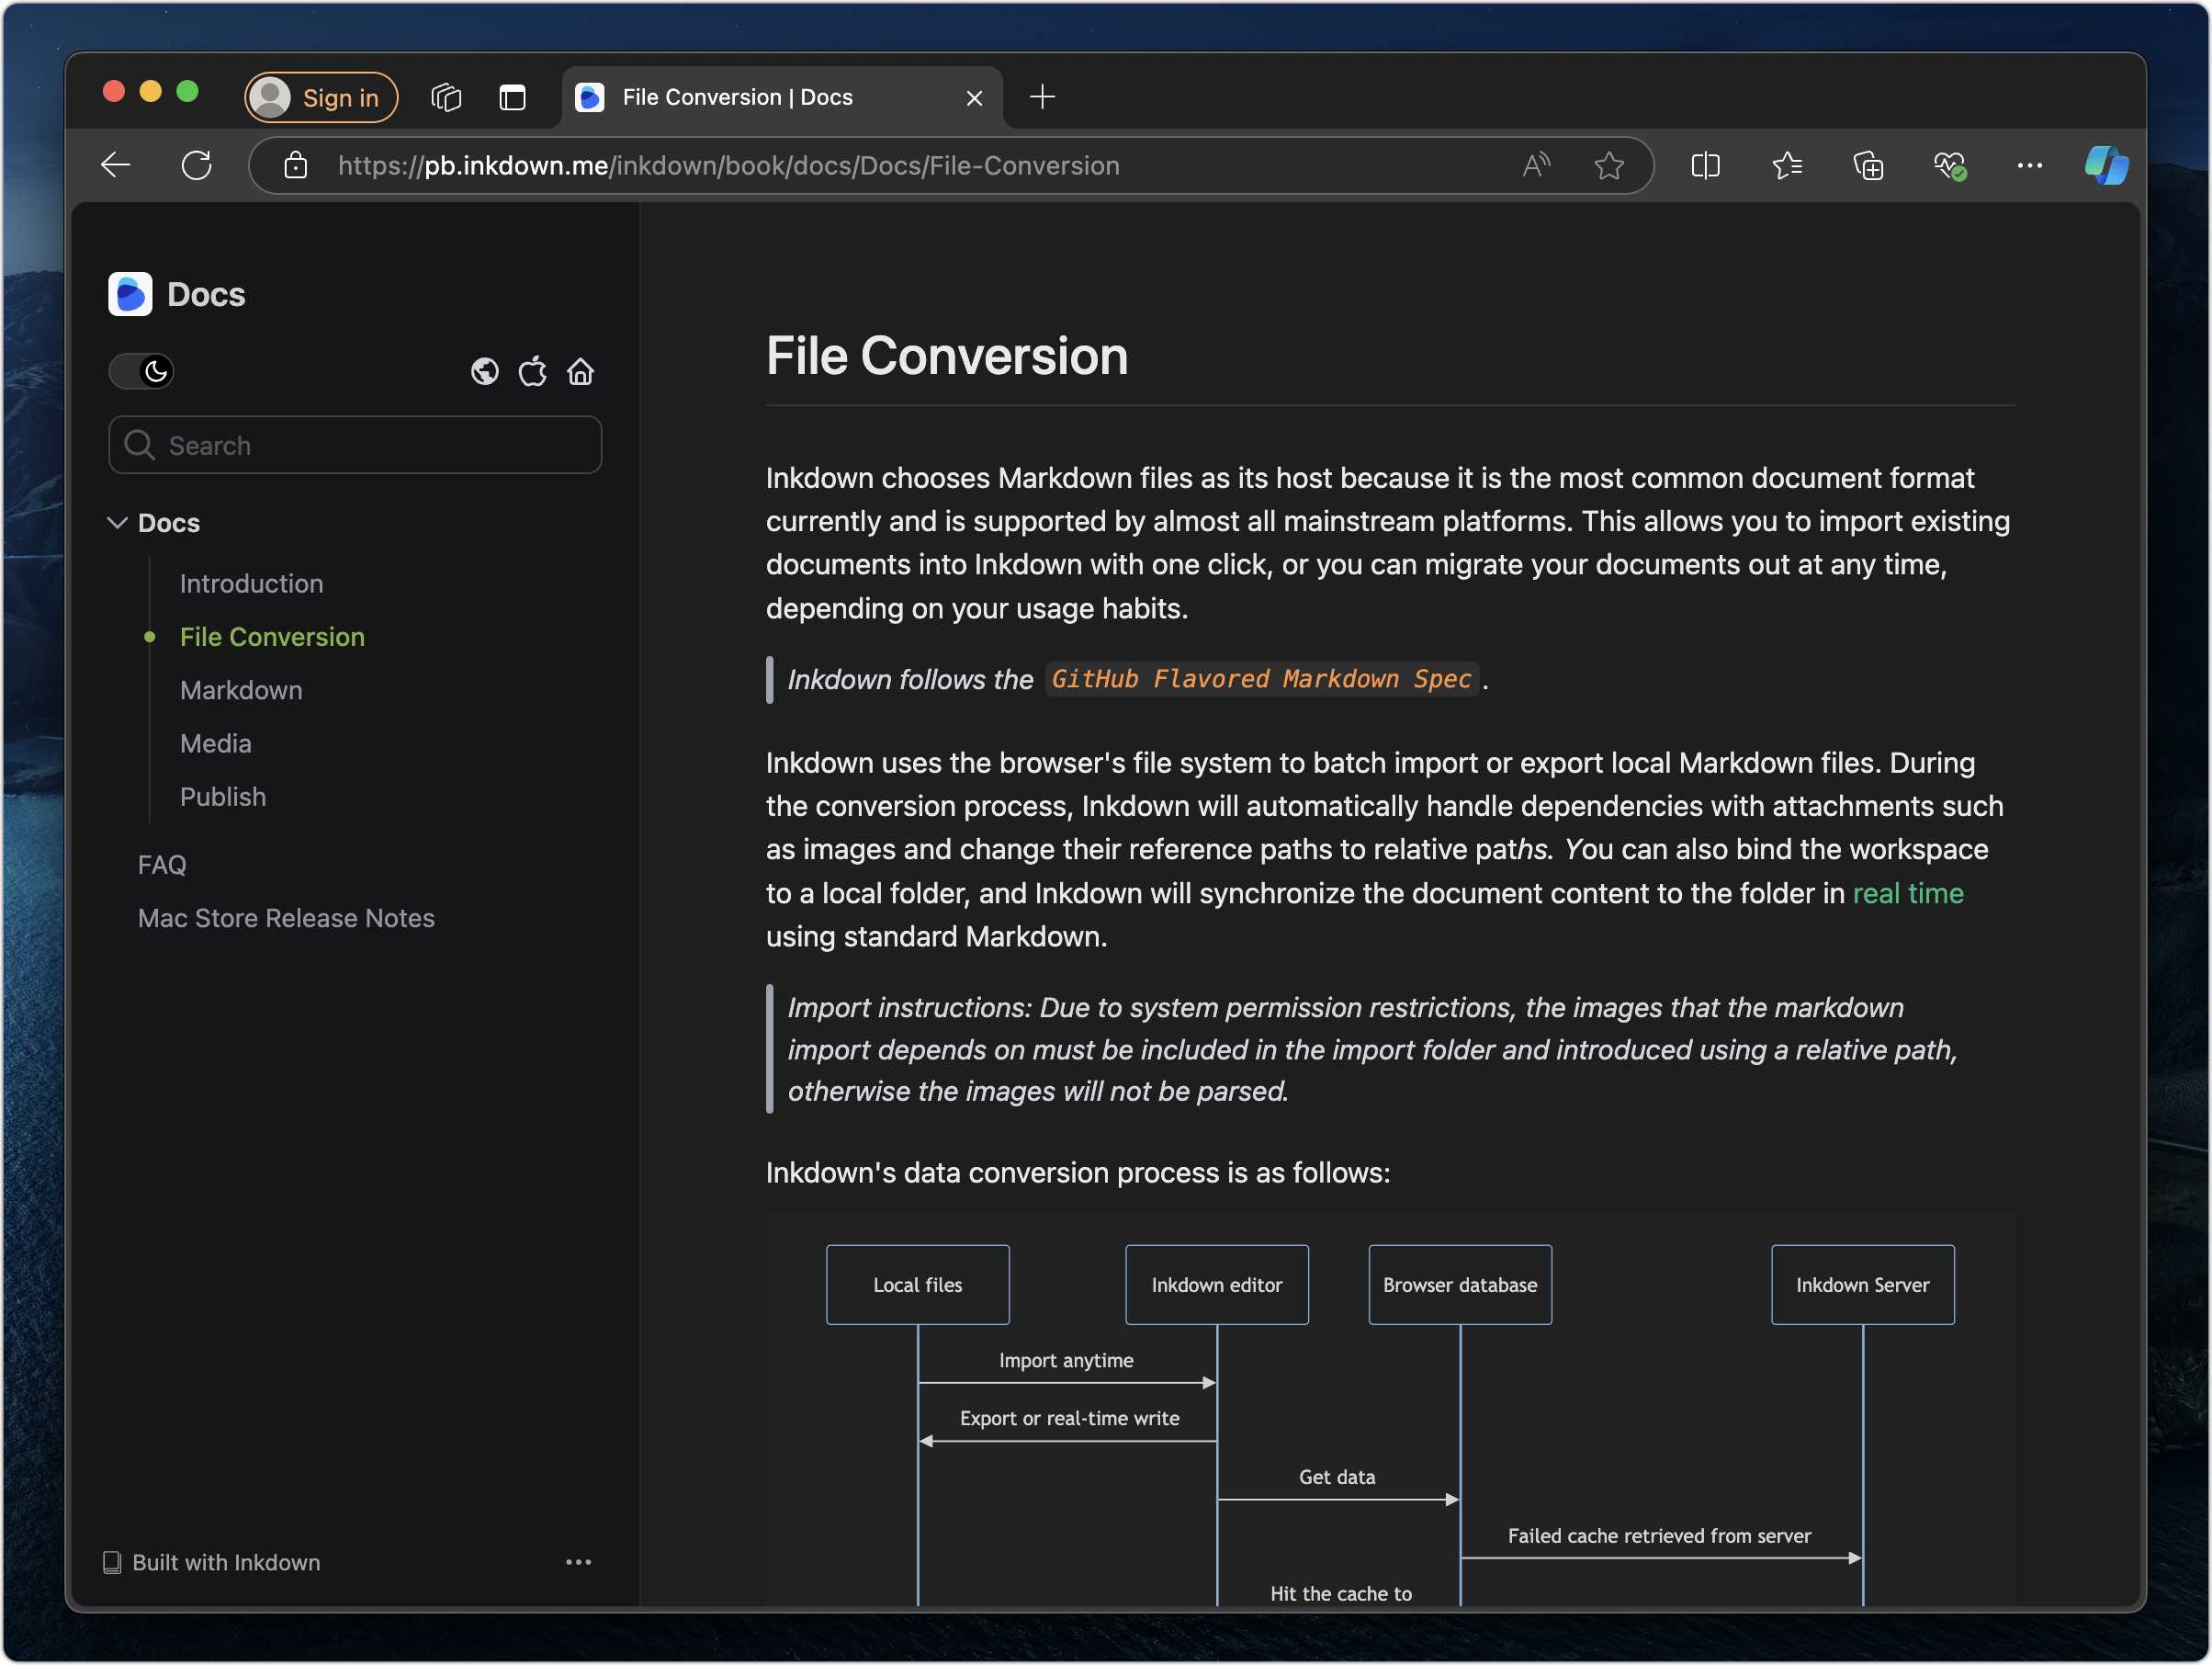 Sign in
File Conversion | Docs
https://pb.inkdown.me/inkdown/book/docs/Docs/File-Conversion
Docs
Search
Docs
Introduction
File Conversion
Markdown
Media
Publish
FAQ
Mac Store Release Notes
Built with Inkdown
File Conversion
Inkdown chooses Markdown files as its host because it is the most common document format
currently and is supported by almost all mainstream platforms. This allows you to import existing
documents into Inkdown with one click, or you can migrate your documents out at any time,
depending on your usage habits.
Inkdown follows the GitHub Flavored Markdown Spec.
Inkdown uses the browser's file system to batch import or export local Markdown files. During
the conversion process, Inkdown will automatically handle dependencies with attachments such
as images and change their reference paths to relative paths. You can also bind the workspace
to a local folder, and Inkdown will synchronize the document content to the folder in real time
using standard Markdown.
Import instructions: Due to system permission restrictions, the images that the markdown
import depends on must be included in the import folder and introduced using a relative path,
otherwise the images will not be parsed.
Inkdown's data conversion process is as follows:
Local files
Inkdown editor
Browser database
Inkdown Server
Import anytime
Export or real-time write
Get data
Failed cache retrieved from server
Hit the cache to